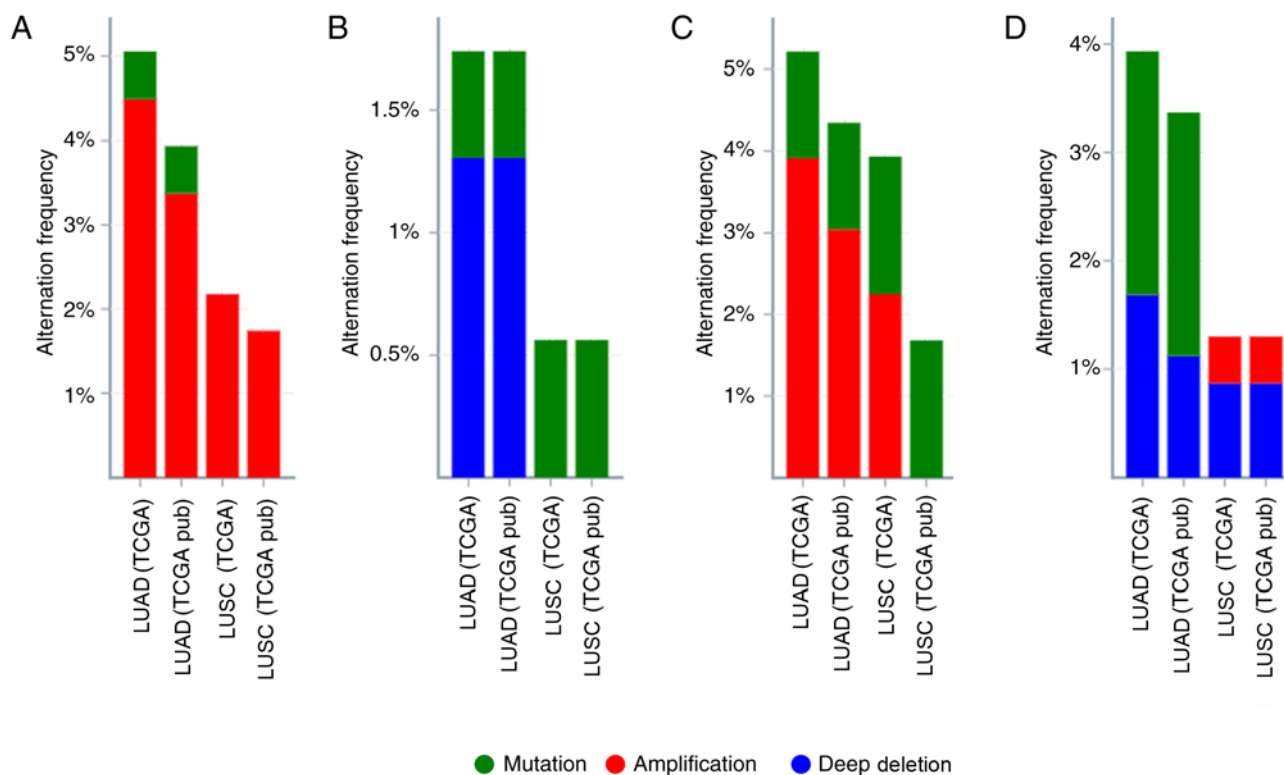 A
Alternation frequency
5%
4%
3%
2%
1%
LUAD (TCGA)
LUAD (TCGA pub)
LUSC (TCGA)
LUSC (TCGA pub)
B
Alternation frequency
1.5%
1%
0.5%
LUAD (TCGA)
LUAD (TCGA pub)
LUSC (TCGA)
LUSC (TCGA pub)
C
Alternation frequency
5%
4%
3%
2%
1%
LUAD (TCGA)
LUAD (TCGA pub)
LUSC (TCGA)
LUSC (TCGA pub)
D
Alternation frequency
4%
3%
2%
1%
LUAD (TCGA)
LUAD (TCGA pub)
LUSC (TCGA)
LUSC (TCGA pub)
Mutation Amplification Deep deletion